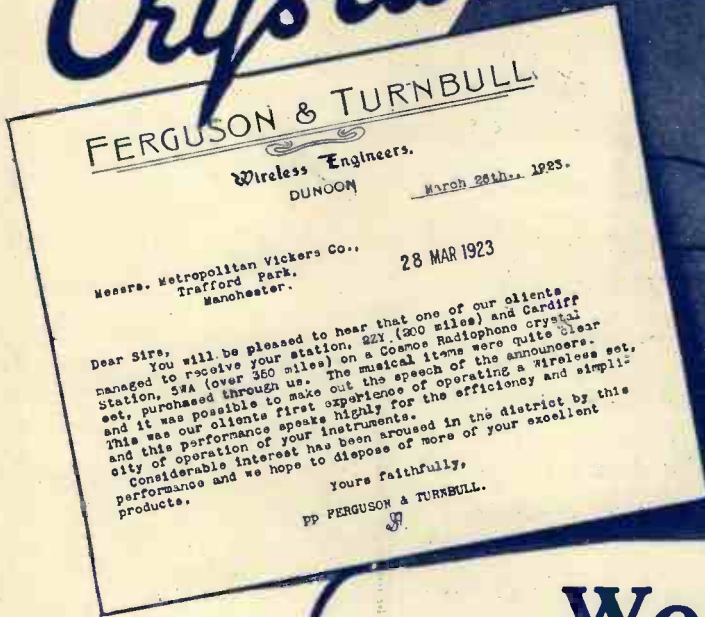 Crys
FERGUSON & TURNBULL
Wireless Engineers.
DUNOON
March 26th., 1923.
28 MAR 1923
Messrs. Metropolitan Vickers Co.,
Trafford Park,
Manchester.
Dear Sirs,
You will be pleased to hear that one of our clients
managed to receive your station, 2ZY (200 miles) and Cardiff
Station, 5WA (over 350 miles) on a Cosmos Radiophone crystal
set, purchased through us. The musical items were quite clear
and it was possible to make out the speech of the announcers.
This was our clients first experience of operating a Wireless set,
and this performance speaks highly for the efficiency and simpli-
city of operation of your instruments.
Considerable interest has been aroused in the district by this
performance and we hope to dispose of more of your excellent
products.
Yours faithfully,
pp FERGUSON & TURNBULL.
We